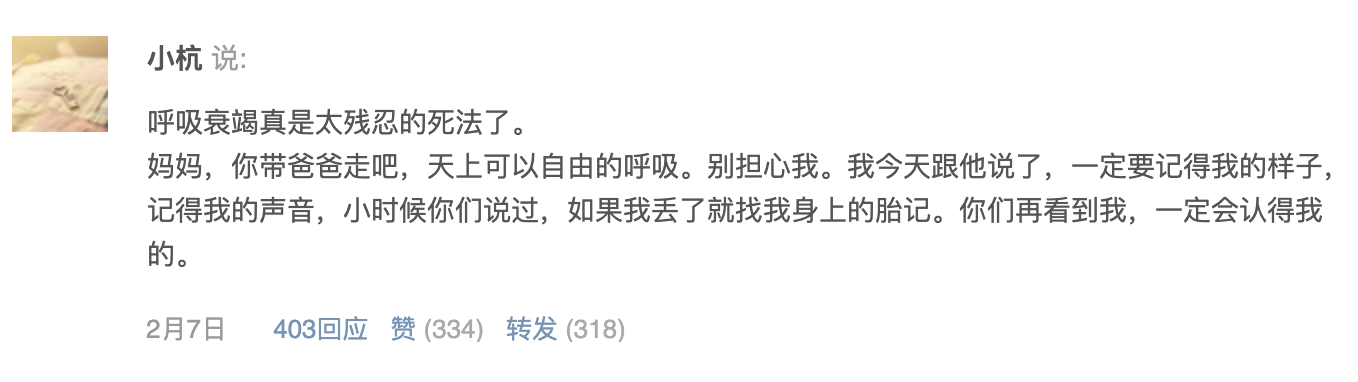 小杭 说:
呼吸衰竭真是太残忍的死法了。
妈妈，你带爸爸走吧，天上可以自由的呼吸。别担心我。我今天跟他说了，一定要记得我的样子，
记得我的声音，小时候你们说过，如果我丢了就找我身上的胎记。你们再看到我，一定会认得我
的。
2月7日 403回应 赞 (334) 转发 (318)